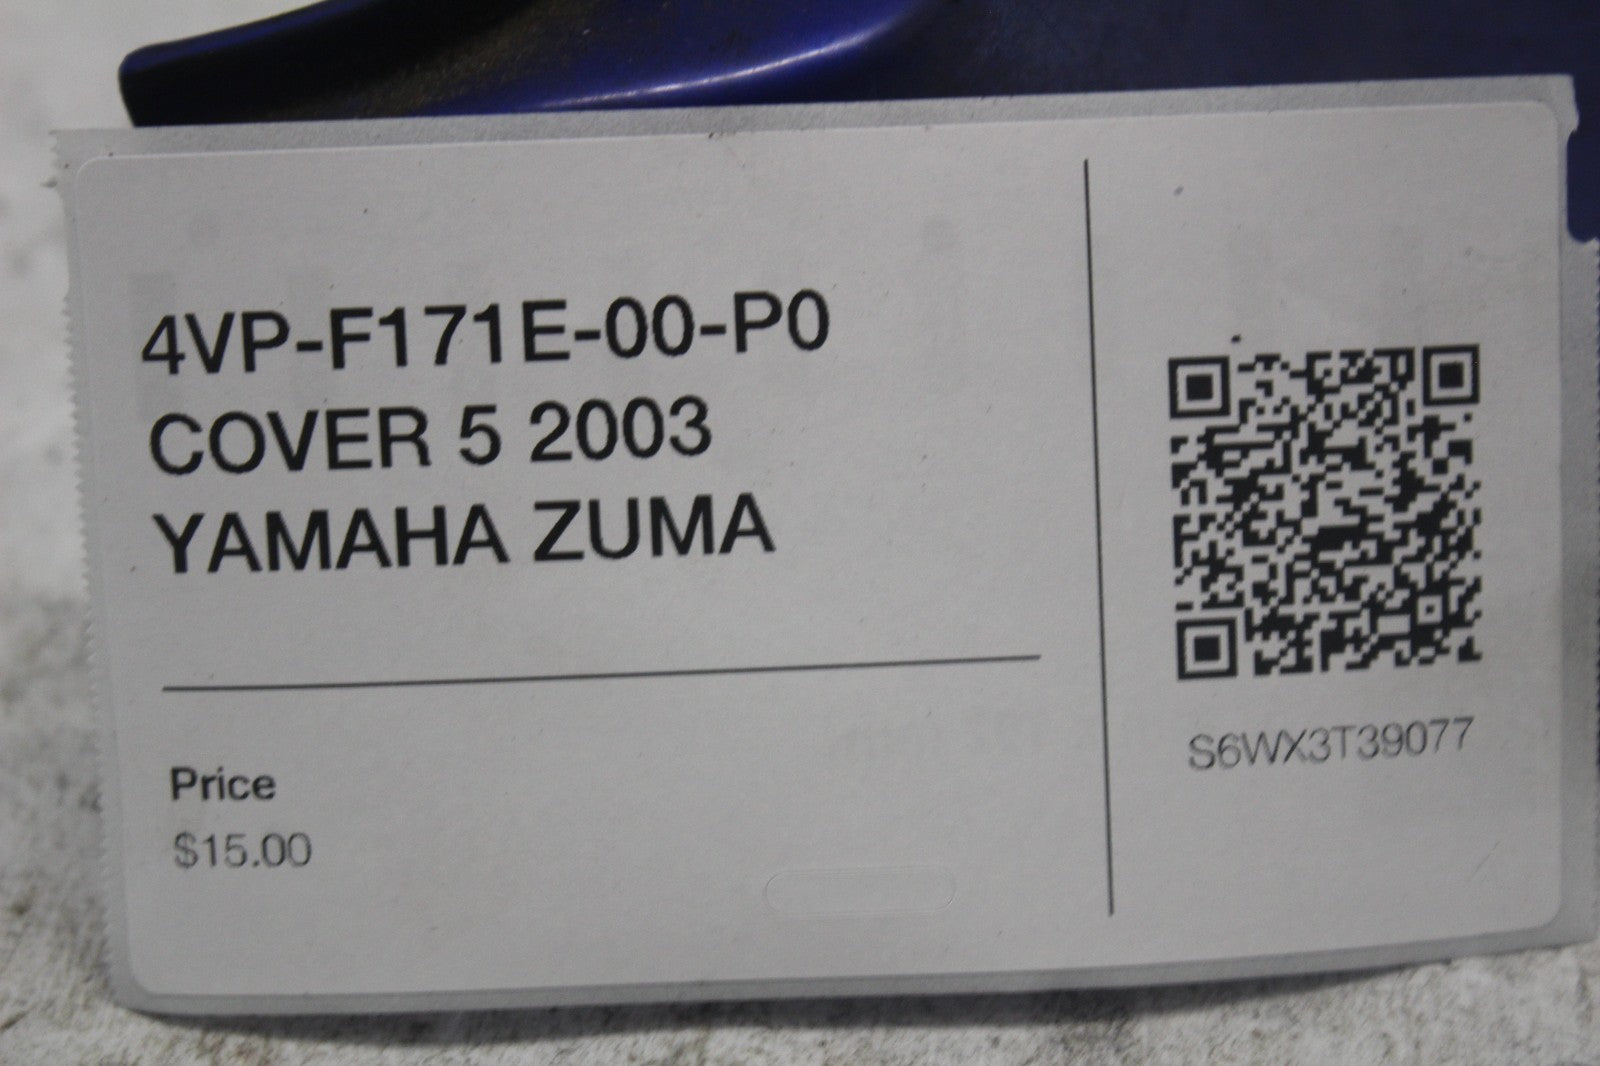 4VP-F171E-00-P0
COVER 5 2003
YAMAHA ZUMA
Price
$15.00
S6WX3T39077